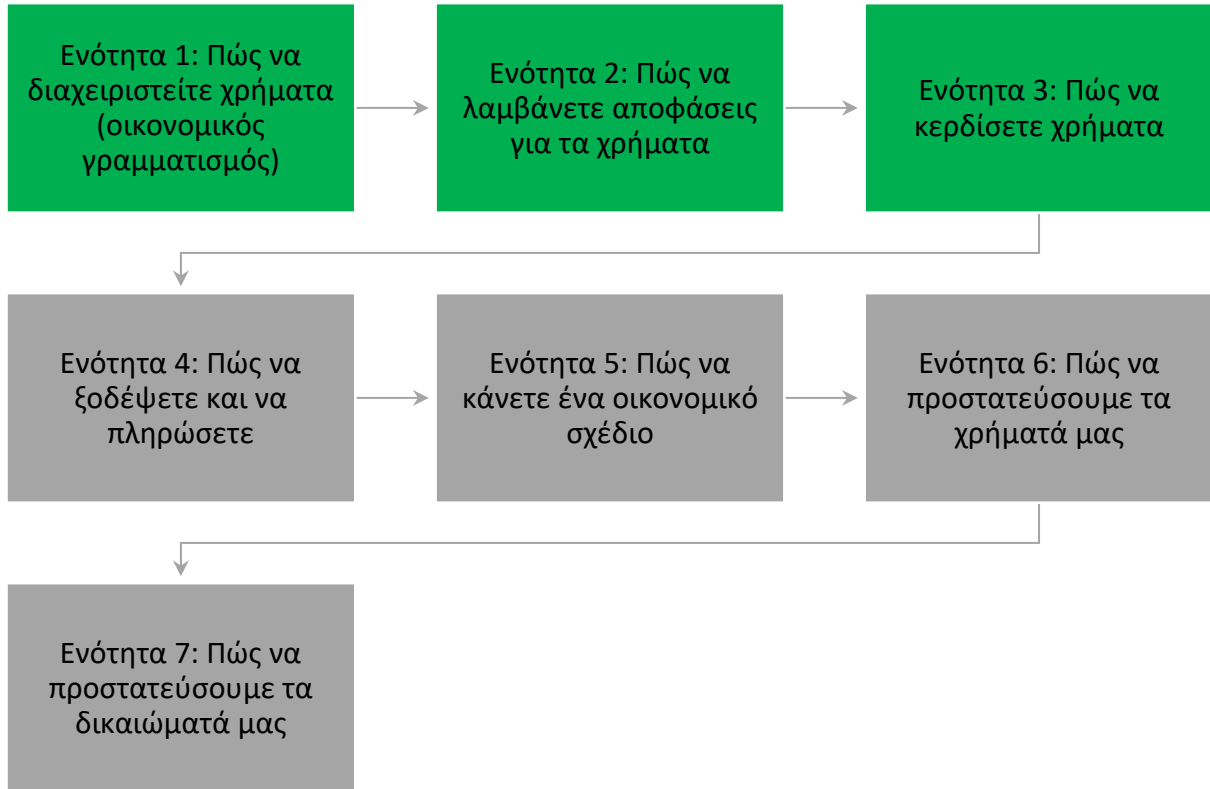 Ενότητα 1: Πώς να
διαχειριστείτε χρήματα
(οικονομικός
γραμματισμός)
Ενότητα 2: Πώς να
λαμβάνετε αποφάσεις
για τα χρήματα
Ενότητα 3: Πώς να
κερδίσετε χρήματα
Ενότητα 4: Πώς να
ξοδέψετε και να
πληρώσετε
Ενότητα 5: Πώς να
κάνετε ένα οικονομικό
σχέδιο
Ενότητα 6: Πώς να
προστατεύσουμε τα
χρήματά μας
Ενότητα 7: Πώς να
προστατεύσουμε τα
δικαιώματά μας